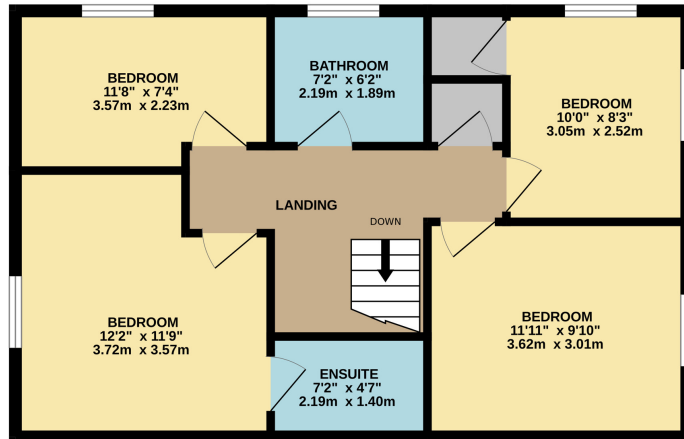 BEDROOM
11'8" x 7'4"
3.57m x 2.23m
BATHROOM
7'2" x 6'2"
2.19m x 1.89m
BEDROOM
10'0" x 8'3"
3.05m x 2.52m
LANDING
DOWN
BEDROOM
12'2" x 11'9"
3.72m x 3.57m
ENSUITE
7'2" x 4'7"
2.19m x 1.40m
BEDROOM
11'11" x 9'10"
3.62m x 3.01m